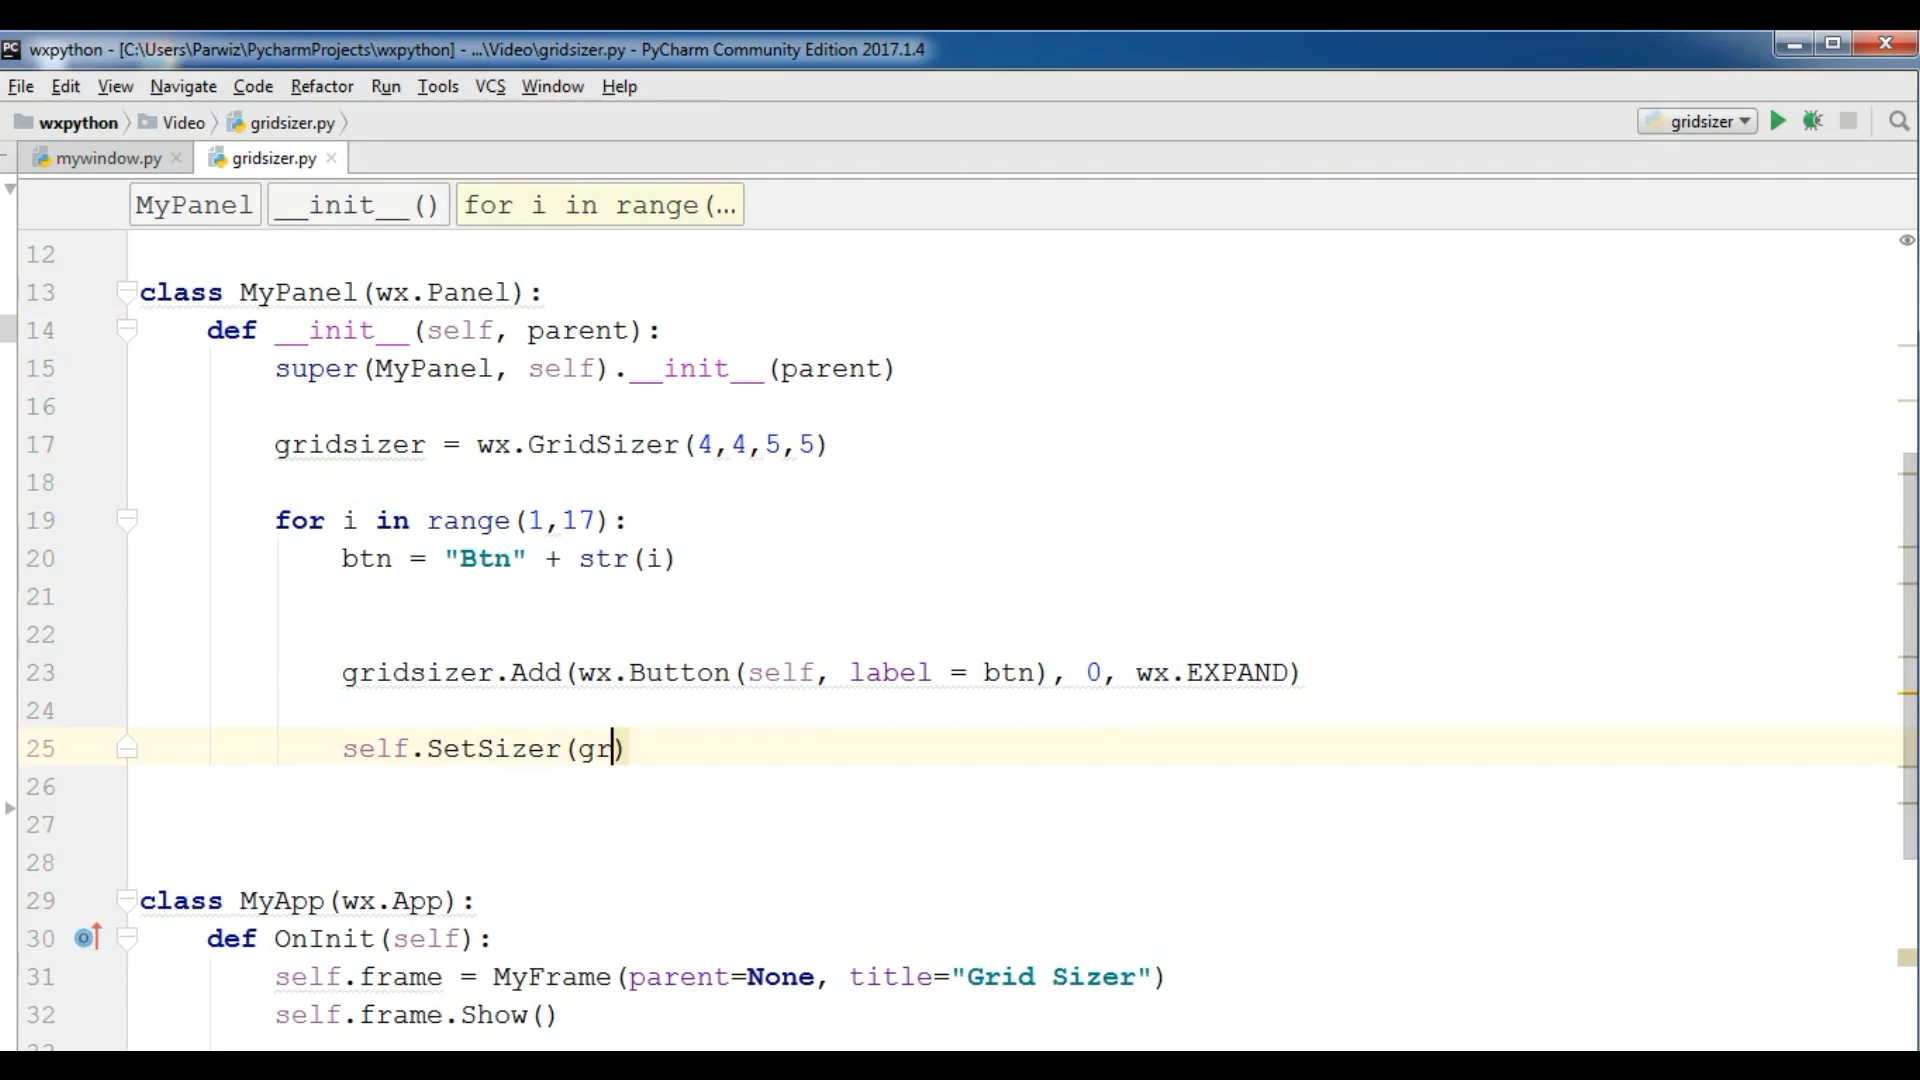 PC wxpython - [C:\Users\Parwiz\PycharmProjects\wxpython] - ...\Video\gridsizer.py - PyCharm Community Edition 2017.1.4
File Edit View Navigate Code Refactor Run Tools VCS Window Help
wxpython Video gridsizer.py gridsizer
mywindow.py gridsizer.py
MyPanel __init__() for i in range(...
12
13 class MyPanel(wx.Panel):
14 def __init__(self, parent):
15 super(MyPanel, self).__init__(parent)
16
17 gridsizer = wx.GridSizer(4,4,5,5)
18
19 for i in range(1,17):
20 btn = "Btn" + str(i)
21
22
23 gridsizer.Add(wx.Button(self, label = btn), 0, wx.EXPAND)
24
25 self.SetSizer(gr)
26
27
28
29 class MyApp(wx.App):
30 def OnInit(self):
31 self.frame = MyFrame(parent=None, title="Grid Sizer")
32 self.frame.Show()